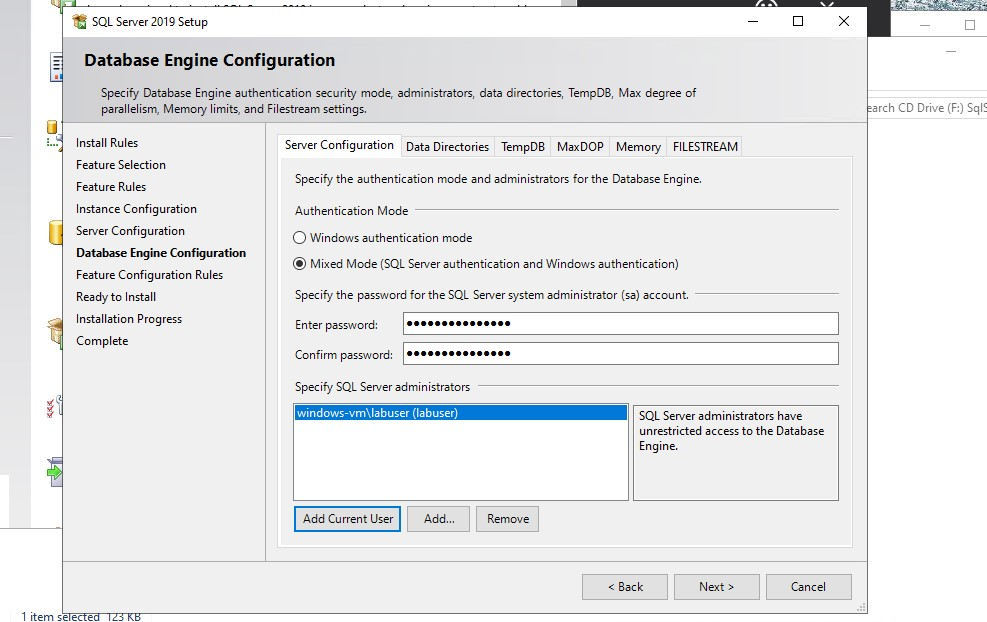 SQL Server 2019 Setup
Database Engine Configuration
Specify Database Engine authentication security mode, administrators, data directories, TempDB, Max degree of
parallelism, Memory limits, and Filestream settings.
earch CD Drive (F:) SqlS
Install Rules
Feature Selection
Feature Rules
Instance Configuration
Server Configuration
Database Engine Configuration
Feature Configuration Rules
Ready to Install
Installation Progress
Complete
Server Configuration Data Directories TempDB MaxDOP Memory FILESTREAM
Specify the authentication mode and administrators for the Database Engine.
Authentication Mode
Windows authentication mode
Mixed Mode (SQL Server authentication and Windows authentication)
Specify the password for the SQL Server system administrator (sa) account.
Enter password: ●●●●●●●●●●●●●●●
Confirm password: ●●●●●●●●●●●●●●●
Specify SQL Server administrators
windows-vm\labuser (labuser)
SQL Server administrators have
unrestricted access to the Database
Engine.
Add Current User Add... Remove
< Back Next > Cancel
1 item selected 123 KB